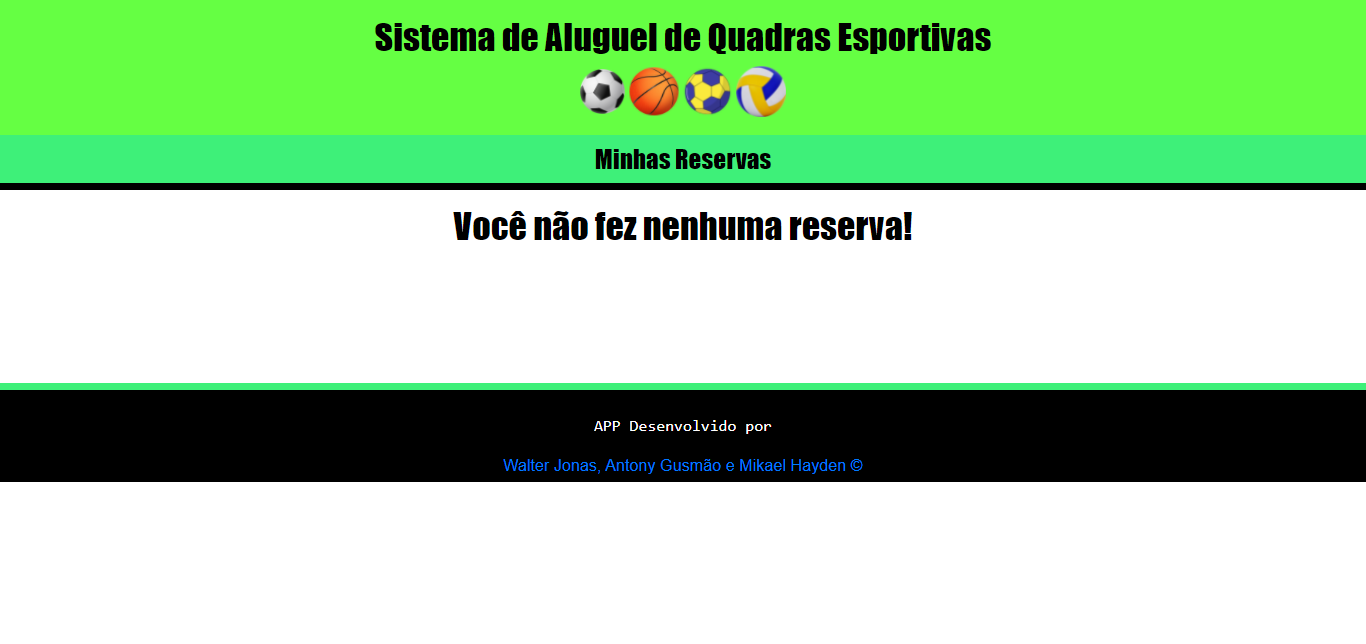 Sistema de Aluguel de Quadras Esportivas
Minhas Reservas
Você não fez nenhuma reserva!
APP Desenvolvido por
Walter Jonas, Antony Gusmão e Mikael Hayden ©